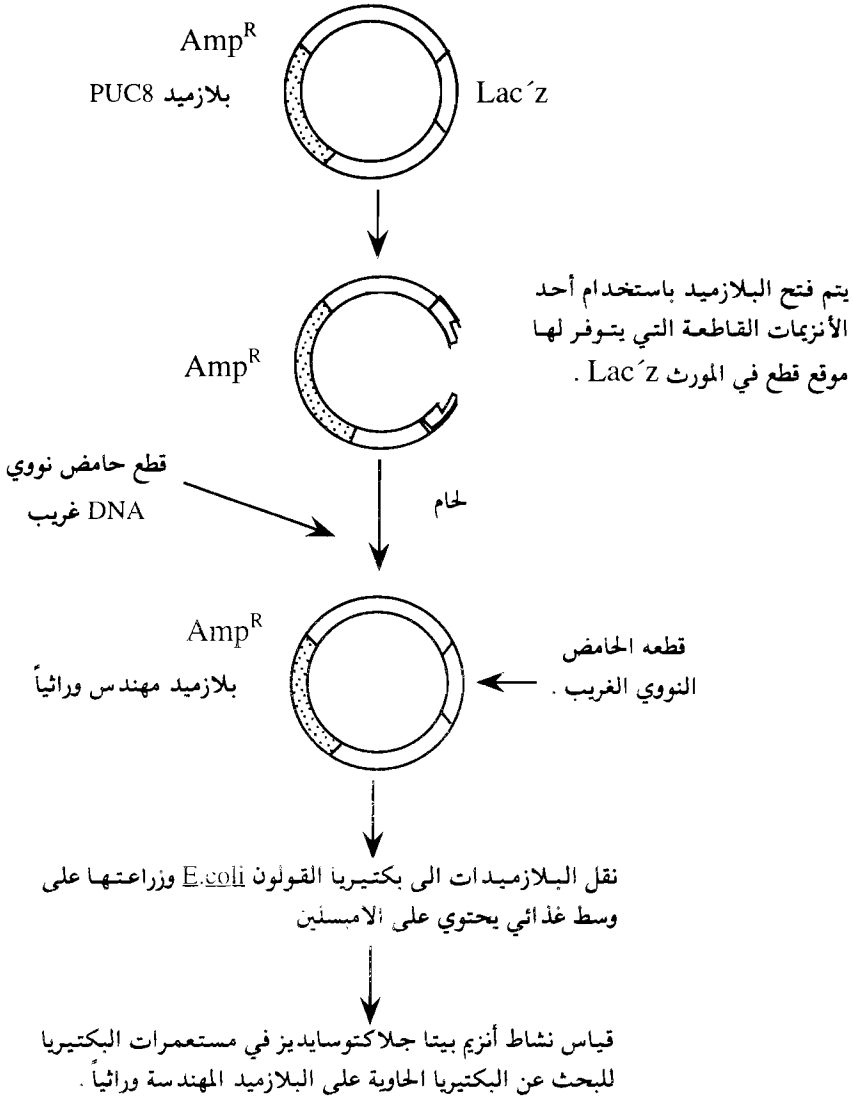 Amp^R
بلازميد PUC8
Lac´z
يتم فتح البلازميد باستخدام أحد
الأنزيمات القاطعة التي يتوفر لها
موقع قطع في المورث Lac´z .
Amp^R
قطع حامض نووي
DNA غريب
لحام
Amp^R
بلازميد مهندس وراثياً
قطعه الحامض
النووي الغريب .
نقل البلازميدات الى بكتيريا القولون E.coli وزراعتها على
وسط غذائي يحتوي على الامبسلين
قياس نشاط أنزيم بيتا جلاكتوسايديز في مستعمرات البكتيريا
للبحث عن البكتيريا الحاوية على البلازميد المهندسة وراثياً .